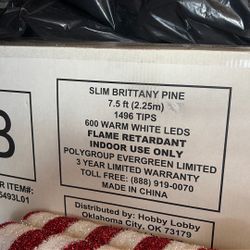 SLIM BRITTANY PINE
7.5 ft (2.25m)
1496 TIPS
600 WARM WHITE LEDS
FLAME RETARDANT
INDOOR USE ONLY
POLYGROUP EVERGREEN LIMITED
3 YEAR LIMITED WARRANTY
TOLL FREE: (888) 919-0070
MADE IN CHINA
ITEM#:
5493L01
Distributed by: Hobby Lobby
Oklahoma City, OK 73179